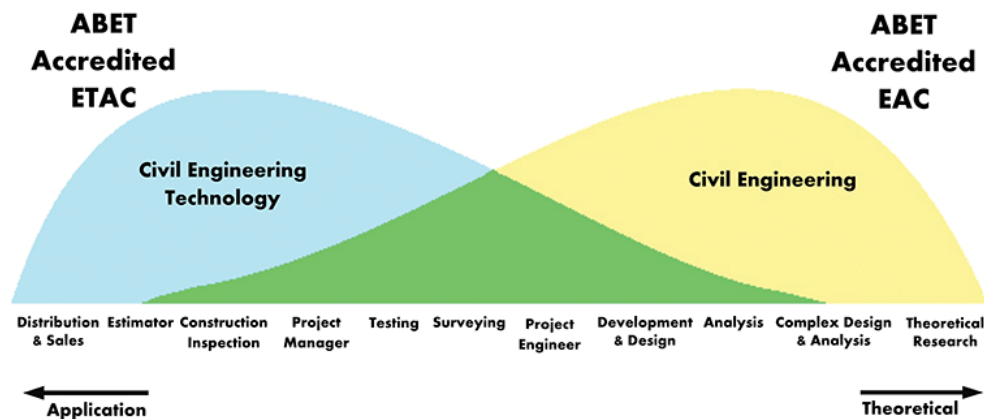 ABET
Accredited
ETAC
ABET
Accredited
EAC
Civil Engineering
Technology
Civil Engineering
Distribution
& Sales
Estimator
Construction
Inspection
Project
Manager
Testing
Surveying
Project
Engineer
Development
& Design
Analysis
Complex Design
& Analysis
Theoretical
Research
Application
Theoretical